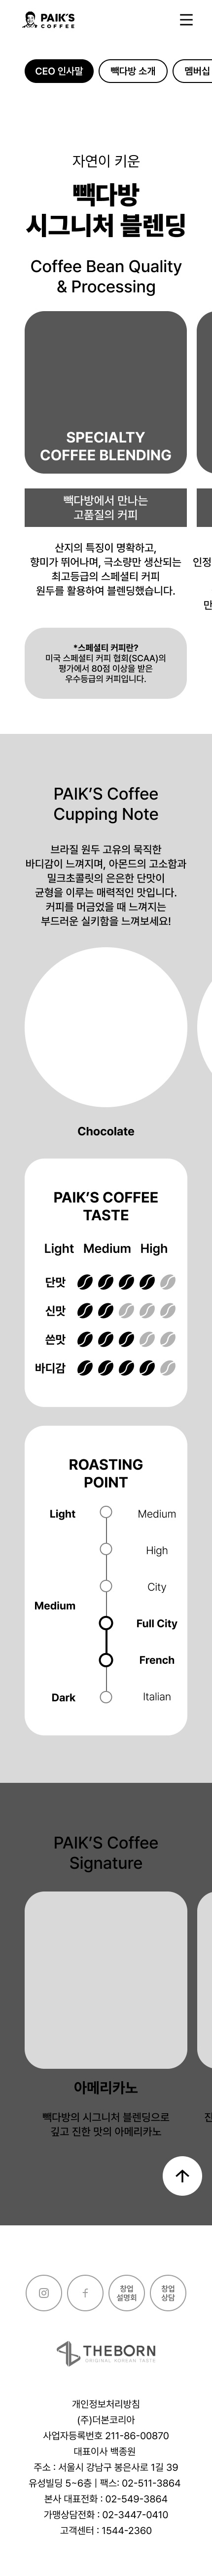 PAIK'S
COFFEE
CEO 인사말
빽다방 소개
멤버십
자연이 키운
빽다방
시그니처 블렌딩
Coffee Bean Quality
& Processing
SPECIALTY
COFFEE BLENDING
빽다방에서 만나는
고품질의 커피
산지의 특징이 명확하고,
향미가 뛰어나며, 극소량만 생산되는
최고등급의 스페셜티 커피
원두를 활용하여 블렌딩했습니다.
인정
만
*스페셜티 커피란?
미국 스페셜티 커피 협회(SCAA)의
평가에서 80점 이상을 받은
우수등급의 커피입니다.
PAIK'S Coffee
Cupping Note
브라질 원두 고유의 묵직한
바디감이 느껴지며, 아몬드의 고소함과
밀크초콜릿의 은은한 단맛이
균형을 이루는 매력적인 맛입니다.
커피를 머금었을 때 느껴지는
부드러운 실키함을 느껴보세요!
Chocolate
PAIK'S COFFEE
TASTE
Light Medium High
단맛
신맛
쓴맛
바디감
ROASTING
POINT
Light
Medium
High
City
Medium
Full City
French
Dark
Italian
PAIK'S Coffee
Signature
아메리카노
빽다방의 시그니처 블렌딩으로
깊고 진한 맛의 아메리카노
진
창업
설명회
창업
상담
THEBORN
ORIGINAL KOREAN TASTE
개인정보처리방침
(주)더본코리아
사업자등록번호 211-86-00870
대표이사 백종원
주소 : 서울시 강남구 봉은사로 1길 39
유성빌딩 5~6층 | 팩스: 02-511-3864
본사 대표전화 : 02-549-3864
가맹상담전화 : 02-3447-0410
고객센터 : 1544-2360